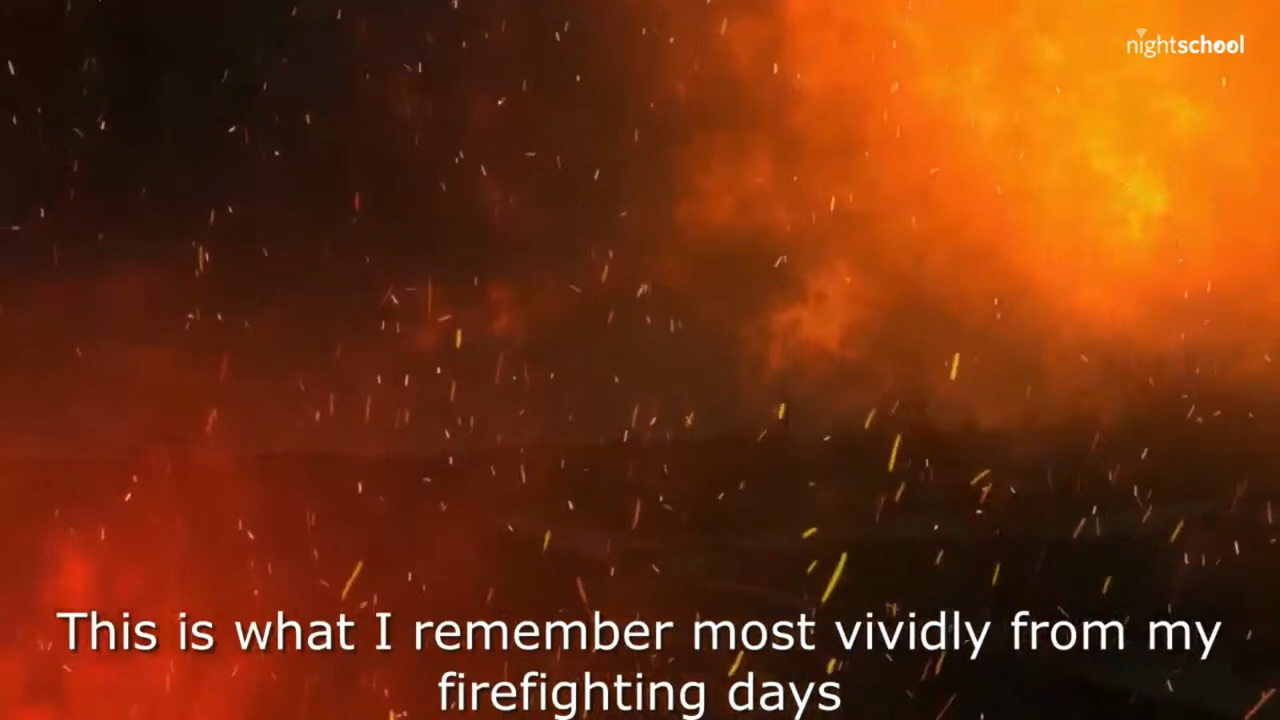 nightschool
This is what I remember most vividly from my
firefighting days